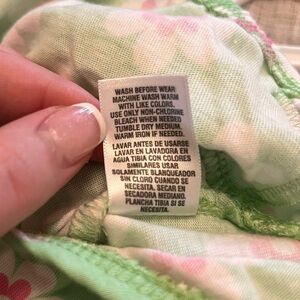 WASH BEFORE WEAR
MACHINE WASH WARM
WITH LIKE COLORS.
USE ONLY NON-CHLORINE
BLEACH WHEN NEEDED
TUMBLE DRY MEDIUM.
WARM IRON IF NEEDED.
LAVAR ANTES DE USARSE
LAVAR EN LAVADORA EN
AGUA TIBIA CON COLORES
SIMILARES USAR
SOLAMENTE BLANQUEADOR
SIN CLORO CUANDO SE
NECESITA. SECAR EN
SECADORA MEDIANO.
PLANCHA TIBIA SI SE
NECESITA.